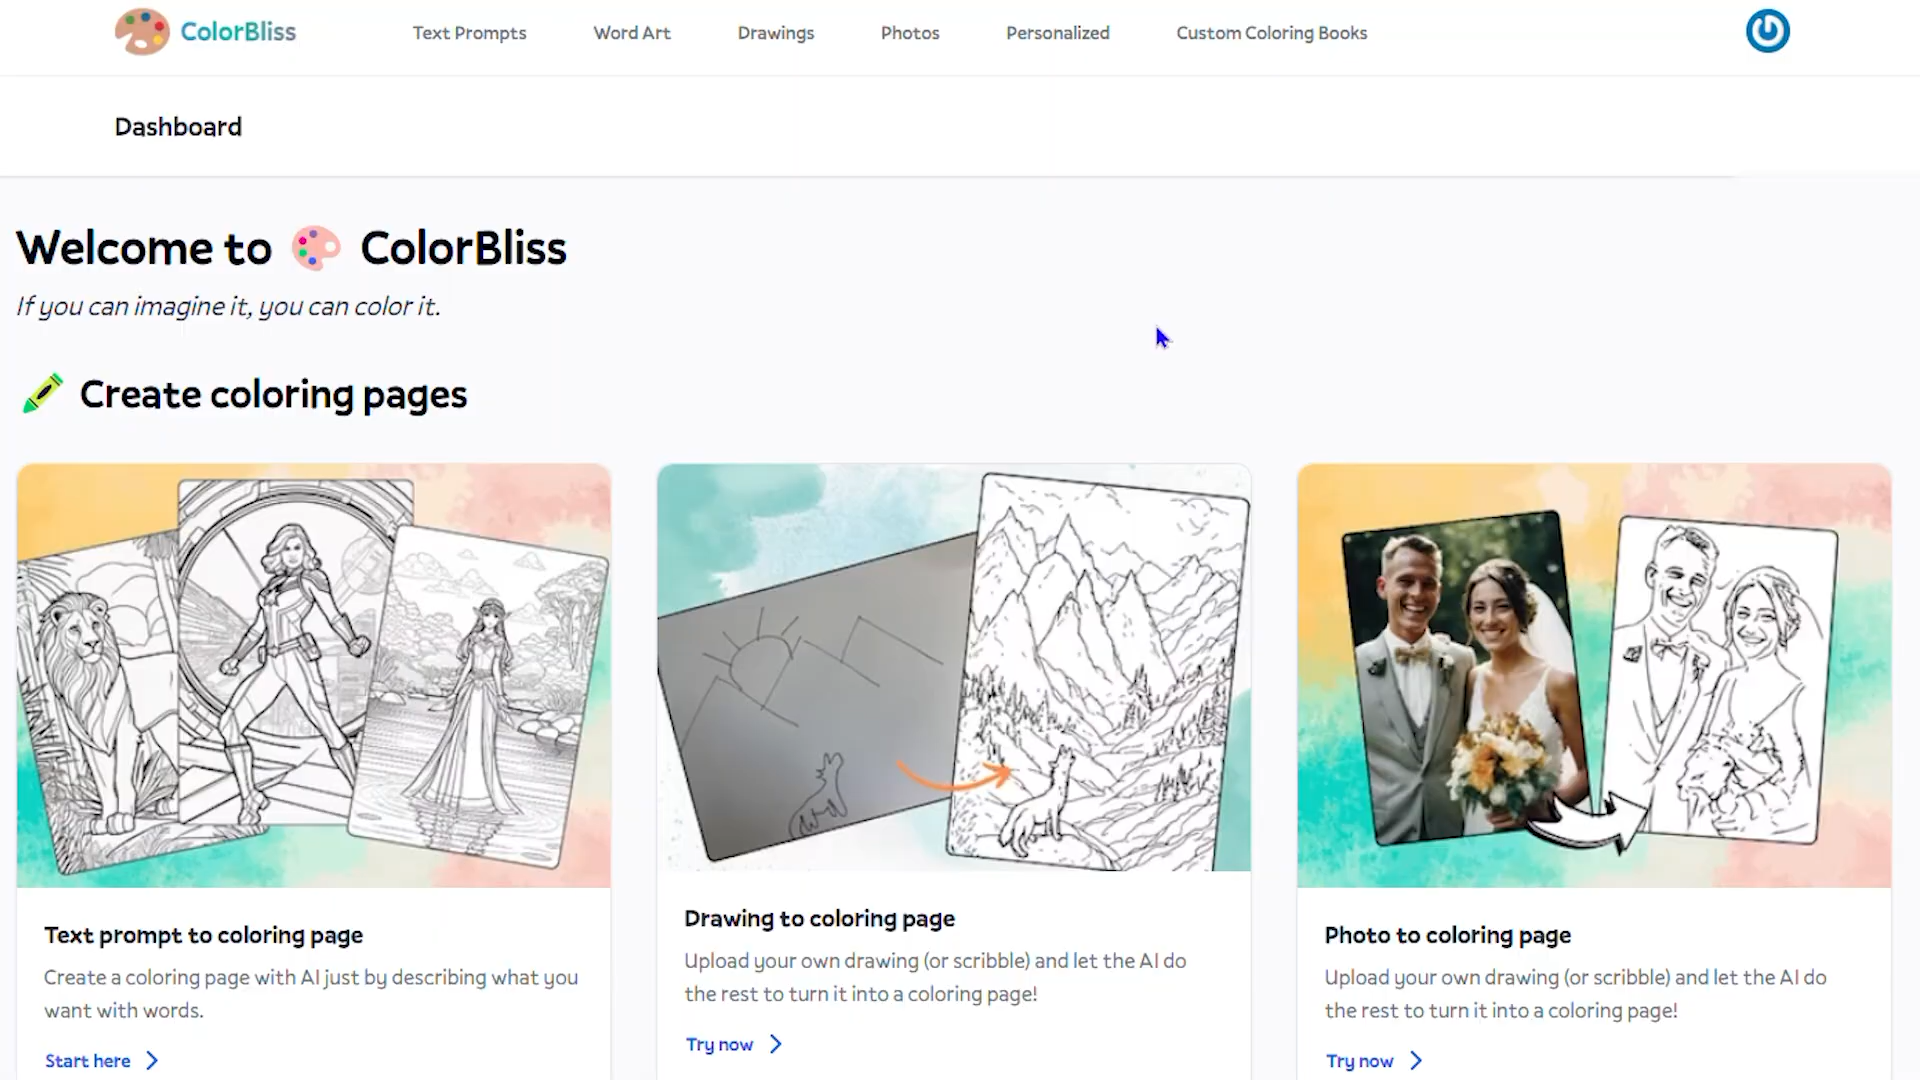 ColorBliss
Text Prompts
Word Art
Drawings
Photos
Personalized
Custom Coloring Books
Dashboard
Welcome to ColorBliss
If you can imagine it, you can color it.
Create coloring pages
Text prompt to coloring page
Create a coloring page with AI just by describing what you
want with words.
Start here
Drawing to coloring page
Upload your own drawing (or scribble) and let the AI do
the rest to turn it into a coloring page!
Try now
Photo to coloring page
Upload your own drawing (or scribble) and let the AI do
the rest to turn it into a coloring page!
Try now